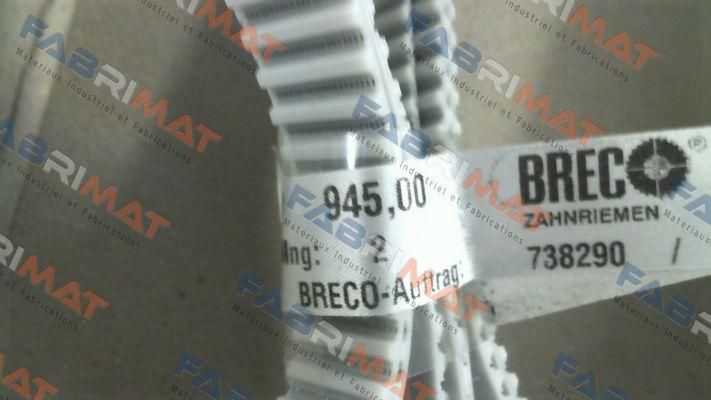 945,00
Mng: 2
BRECO-Auftrag:
BRECO ®
ZAHNRIEMEN
738290 /
FABRIMAT
Materiaux Industriel et Fabrications